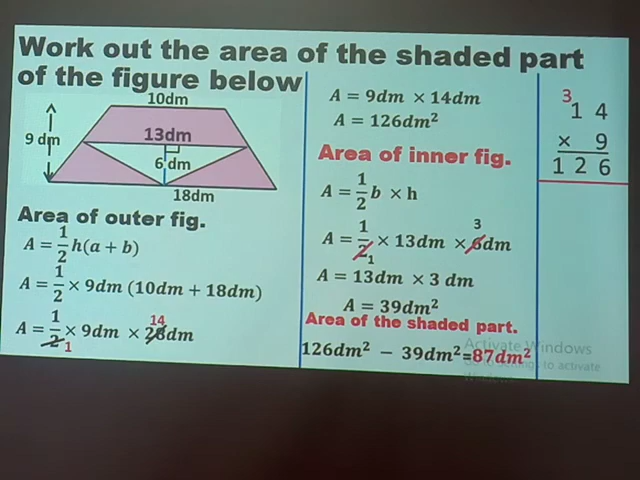 Work out the area of the shaded part
of the figure below
10dm
9 dm
13dm
6 dm
18dm
Area of outer fig.
A = 1/2 h(a + b)
A = 1/2 × 9dm (10dm + 18dm)
14
A = 1/2 × 9dm × 28dm
1
A = 9dm × 14dm
A = 126dm²
Area of inner fig.
A = 1/2 b × h
3
A = 1/2 × 13dm × 6dm
1
A = 13dm × 3 dm
A = 39dm²
Area of the shaded part.
126dm² − 39dm²=87dm²
3
1 4
× 9
1 2 6
Activate Windows
to activate